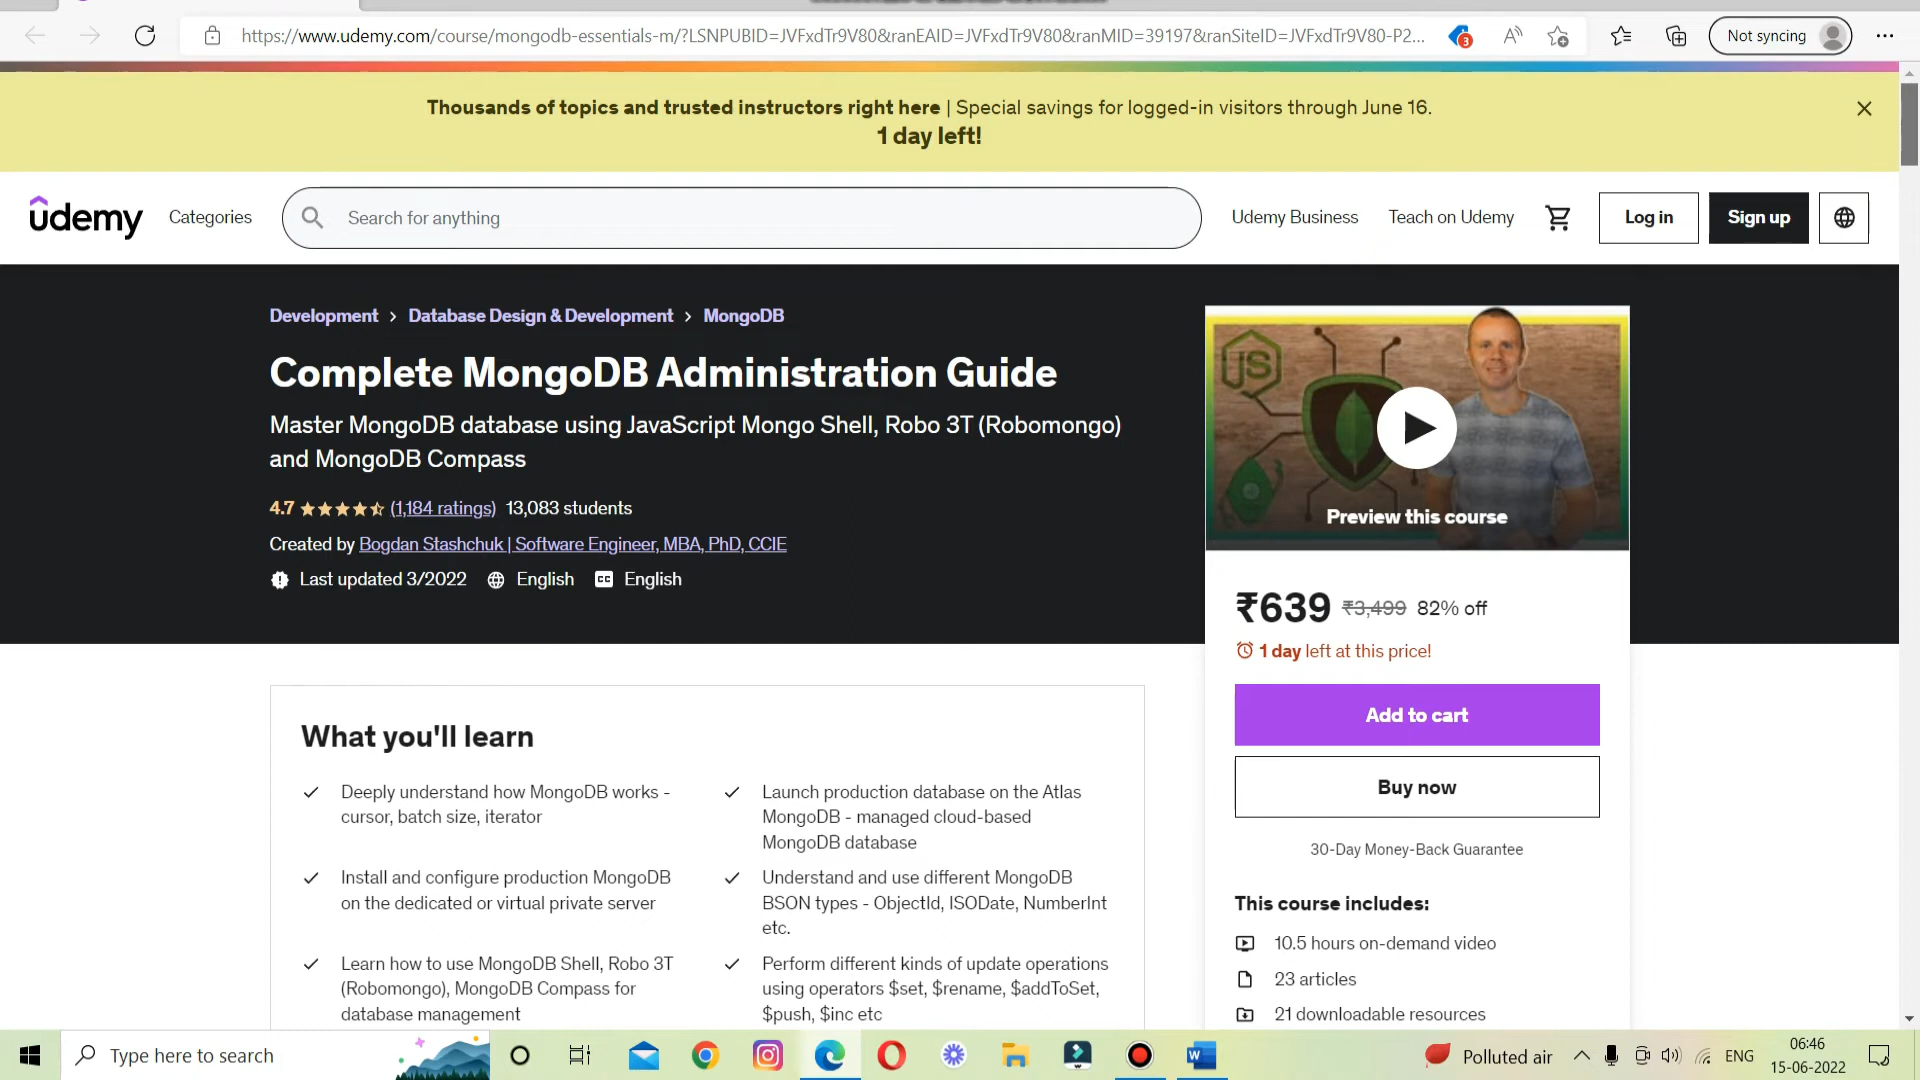 https://www.udemy.com/course/mongodb-essentials-m/?LSNPUBID=JVFxdTr9V80&ranEAID=JVFxdTr9V80&ranMID=39197&ranSiteID=JVFxdTr9V80-P2...
3
Not syncing
Thousands of topics and trusted instructors right here | Special savings for logged-in visitors through June 16.
1 day left!
udemy
Categories
Search for anything
Udemy Business
Teach on Udemy
Log in
Sign up
Development > Database Design & Development > MongoDB
Complete MongoDB Administration Guide
Master MongoDB database using JavaScript Mongo Shell, Robo 3T (Robomongo)
and MongoDB Compass
4.7 (1,184 ratings) 13,083 students
Created by Bogdan Stashchuk | Software Engineer, MBA, PhD, CCIE
Last updated 3/2022 English CC English
JS
Preview this course
₹639 ₹3,499 82% off
1 day left at this price!
Add to cart
Buy now
30-Day Money-Back Guarantee
This course includes:
10.5 hours on-demand video
23 articles
21 downloadable resources
What you'll learn
Deeply understand how MongoDB works -
cursor, batch size, iterator
Install and configure production MongoDB
on the dedicated or virtual private server
Learn how to use MongoDB Shell, Robo 3T
(Robomongo), MongoDB Compass for
database management
Launch production database on the Atlas
MongoDB - managed cloud-based
MongoDB database
Understand and use different MongoDB
BSON types - ObjectId, ISODate, NumberInt
etc.
Perform different kinds of update operations
using operators $set, $rename, $addToSet,
$push, $inc etc
Type here to search
W
Polluted air
ENG
06:46
15-06-2022